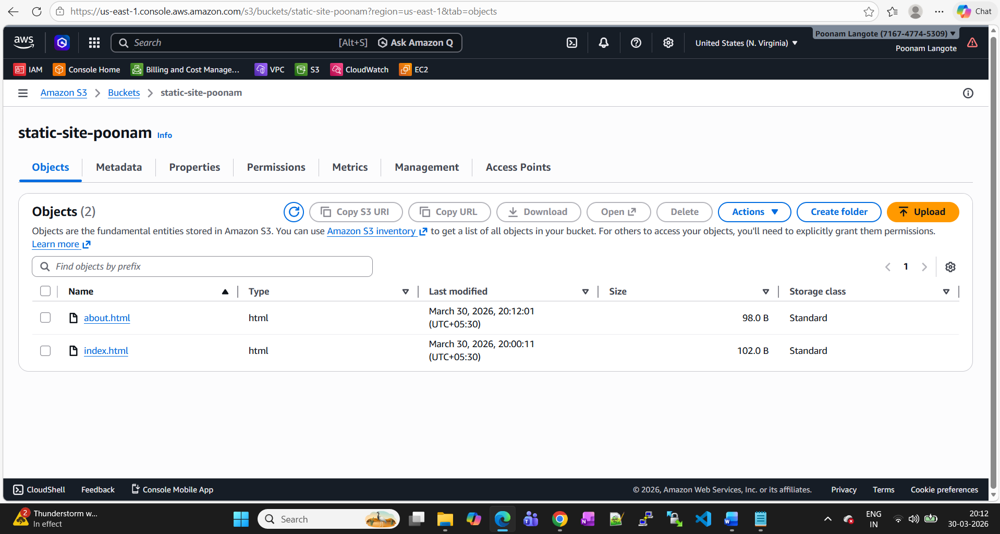 https://us-east-1.console.aws.amazon.com/s3/buckets/static-site-poonam?region=us-east-1&tab=objects
Chat
aws
Search [Alt+S] Ask Amazon Q
United States (N. Virginia)
Poonam Langote (7167-4774-5309)
Poonam Langote
IAM Console Home Billing and Cost Manage... VPC S3 CloudWatch EC2
Amazon S3 Buckets static-site-poonam
static-site-poonam Info
Objects Metadata Properties Permissions Metrics Management Access Points
Objects (2) Copy S3 URI Copy URL Download Open Delete Actions Create folder Upload
Objects are the fundamental entities stored in Amazon S3. You can use Amazon S3 inventory to get a list of all objects in your bucket. For others to access your objects, you'll need to explicitly grant them permissions.
Learn more
Find objects by prefix
1
Name Type Last modified Size Storage class
about.html html March 30, 2026, 20:12:01 98.0 B Standard
(UTC+05:30)
index.html html March 30, 2026, 20:00:11 102.0 B Standard
(UTC+05:30)
CloudShell Feedback Console Mobile App © 2026, Amazon Web Services, Inc. or its affiliates. Privacy Terms Cookie preferences
2
Thunderstorm w...
In effect
Search
ENG
IN
20:12
30-03-2026